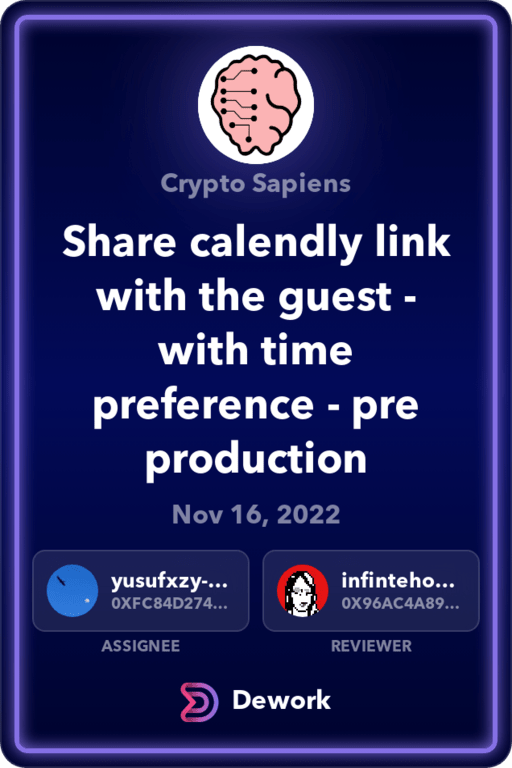 Crypto Sapiens
Share calendly link
with the guest -
with time
preference - pre
production
Nov 16, 2022
yusufxzy-...
0XFC84D274...
ASSIGNEE
infinteho...
0X96AC4A89...
REVIEWER
Dework